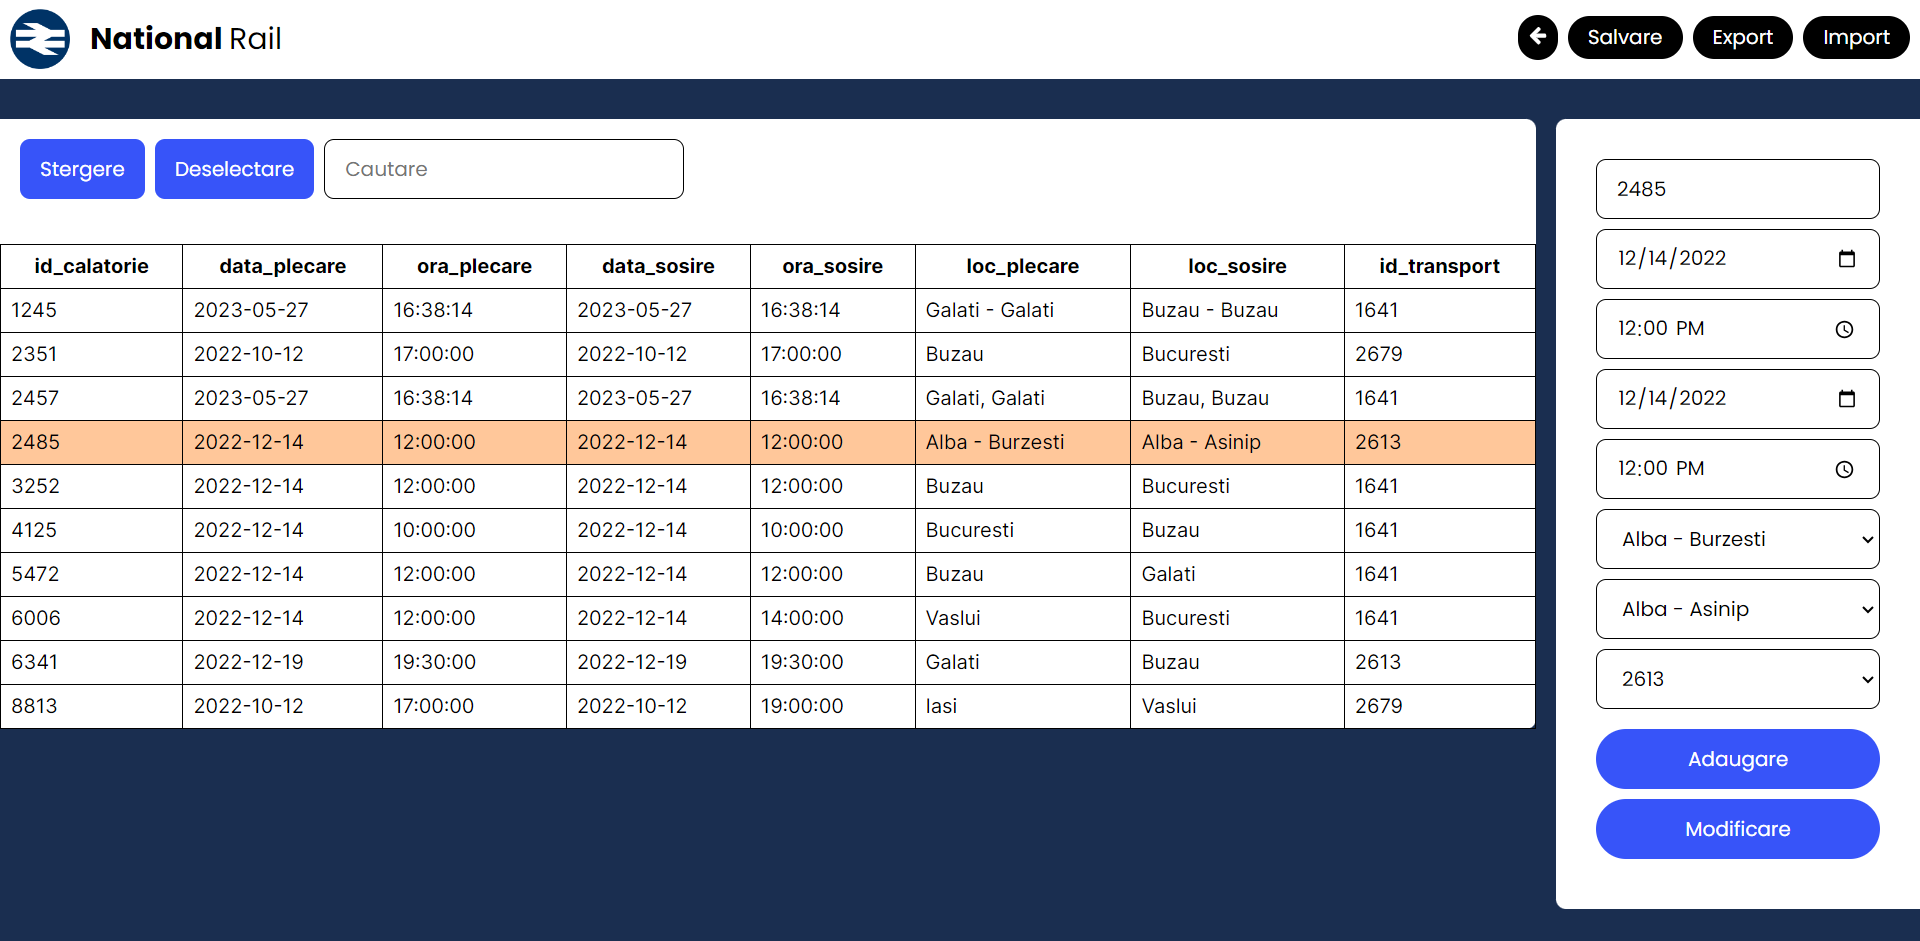 National Rail
Salvare Export Import
Stergere Deselectare Cautare
id_calatorie data_plecare ora_plecare data_sosire ora_sosire loc_plecare loc_sosire id_transport
1245 2023-05-27 16:38:14 2023-05-27 16:38:14 Galati - Galati Buzau - Buzau 1641
2351 2022-10-12 17:00:00 2022-10-12 17:00:00 Buzau Bucuresti 2679
2457 2023-05-27 16:38:14 2023-05-27 16:38:14 Galati, Galati Buzau, Buzau 1641
2485 2022-12-14 12:00:00 2022-12-14 12:00:00 Alba - Burzesti Alba - Asinip 2613
3252 2022-12-14 12:00:00 2022-12-14 12:00:00 Buzau Bucuresti 1641
4125 2022-12-14 10:00:00 2022-12-14 10:00:00 Bucuresti Buzau 1641
5472 2022-12-14 12:00:00 2022-12-14 12:00:00 Buzau Galati 1641
6006 2022-12-14 12:00:00 2022-12-14 14:00:00 Vaslui Bucuresti 1641
6341 2022-12-19 19:30:00 2022-12-19 19:30:00 Galati Buzau 2613
8813 2022-10-12 17:00:00 2022-10-12 19:00:00 Iasi Vaslui 2679
2485
12/14/2022
12:00 PM
12/14/2022
12:00 PM
Alba - Burzesti
Alba - Asinip
2613
Adaugare
Modificare